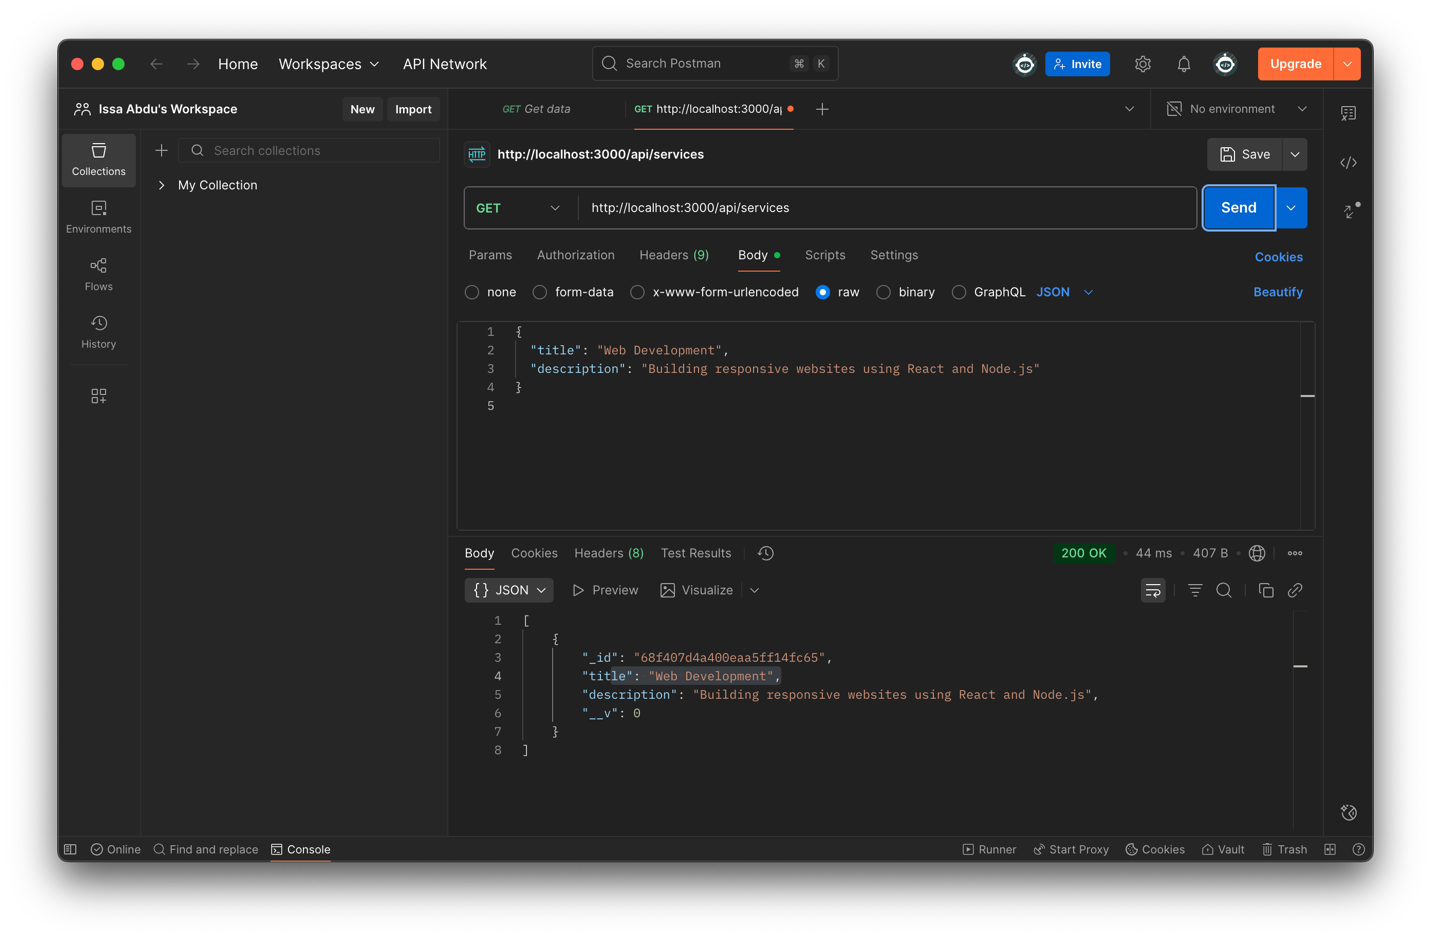 Home Workspaces API Network Search Postman ⌘ K Invite Upgrade
Issa Abdu's Workspace New Import GET Get data GET http://localhost:3000/ap No environment
Collections
Environments
Flows
History
Search collections
My Collection
HTTP http://localhost:3000/api/services Save
GET http://localhost:3000/api/services Send
Params Authorization Headers (9) Body Scripts Settings Cookies
none form-data x-www-form-urlencoded raw binary GraphQL JSON Beautify
1 {
2 "title": "Web Development",
3 "description": "Building responsive websites using React and Node.js"
4 }
5
Body Cookies Headers (8) Test Results 200 OK • 44 ms • 407 B •
{} JSON Preview Visualize
1 [
2 {
3 "_id": "68f407d4a400eaa5ff14fc65",
4 "title": "Web Development",
5 "description": "Building responsive websites using React and Node.js",
6 "__v": 0
7 }
8 ]
Online Find and replace Console Runner Start Proxy Cookies Vault Trash